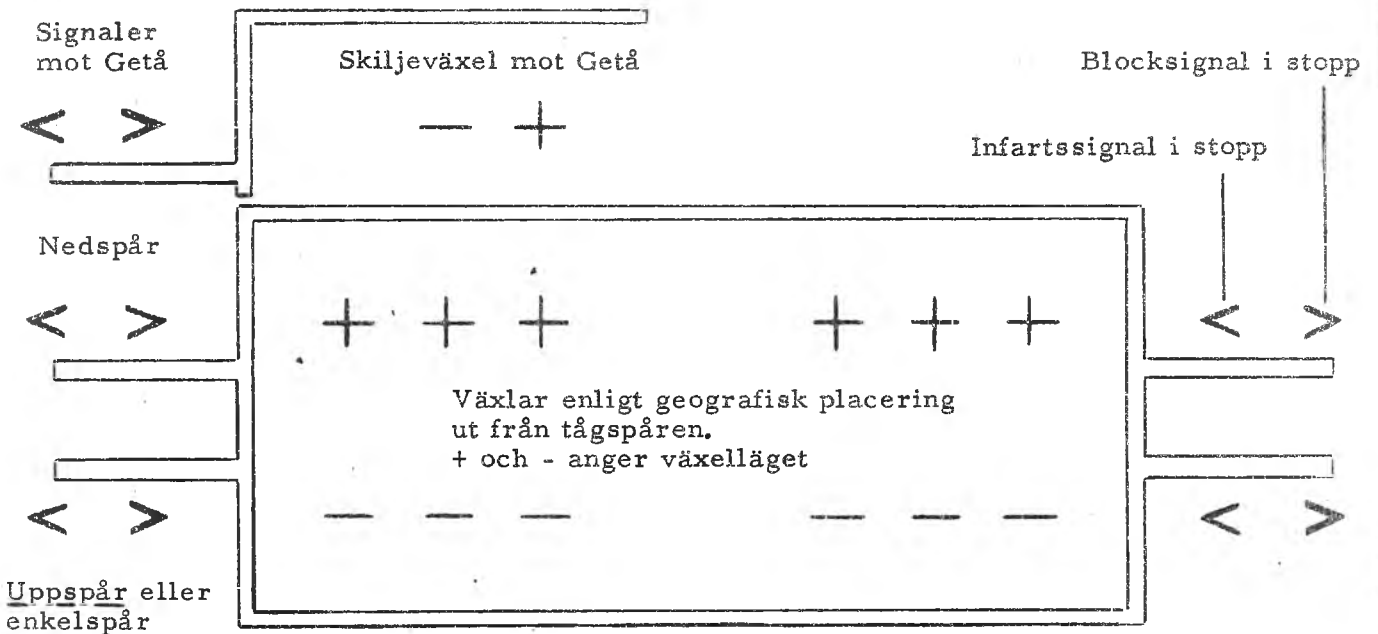 Signaler
mot Getå
Skiljeväxel mot Getå
Blocksignal i stopp
< >
− +
Infartssignal i stopp
Nedspår
< >
+ + +
+ + +
< >
Växlar enligt geografisk placering
ut från tågspåren.
+ och - anger växelläget
< >
− − −
− − −
< >
Uppspår eller
enkelspår